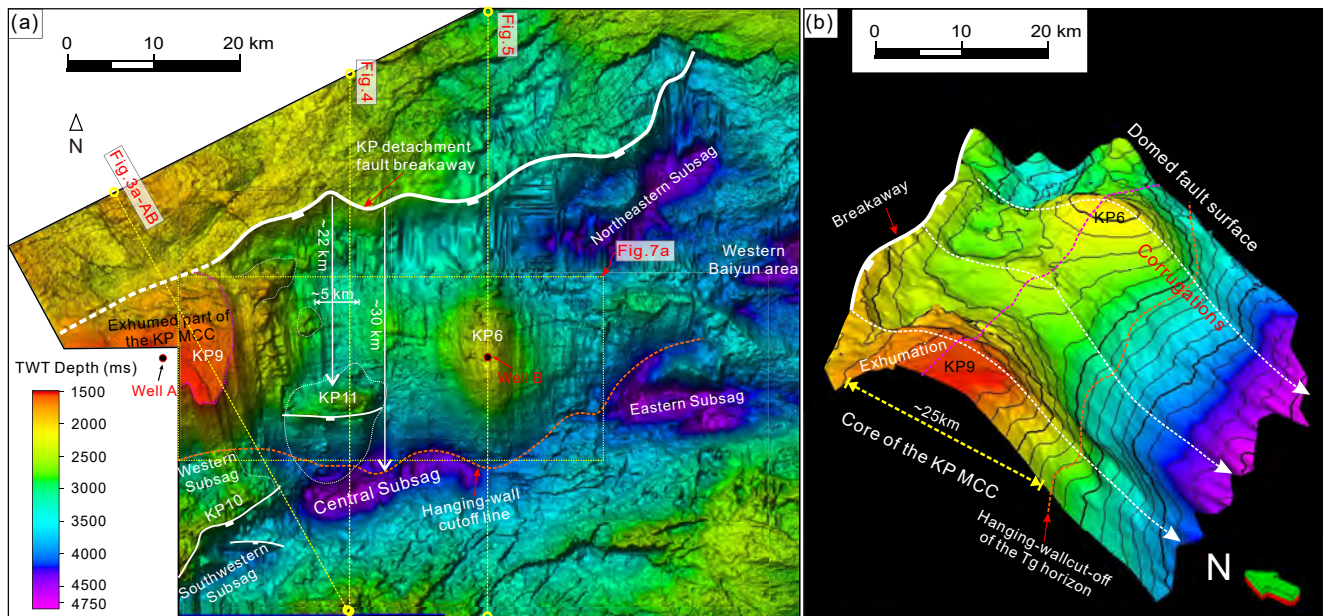 (a)
0
10
20 km
N
Fig.3a-AB
Fig.4
Fig.5
KP detachment
fault breakaway
~22 km
~5 km
~30 km
Northeastern Subsag
Fig.7a
Western
Baiyun area
Exhumed part of
the KP MCC
KP9
Well A
KP6
Well B
KP11
Eastern Subsag
Western
Subsag
KP10
Central Subsag
Hanging-wall
cutoff line
Southwestern
Subsag
TWT Depth (ms)
1500
2000
2500
3000
3500
4000
4500
4750
(b)
0
10
20 km
Domed fault surface
Breakaway
KP6
Corrugations
Exhumation
KP9
~25km
Core of the KP MCC
Hanging-wallcut-off
of the Tg horizon
N